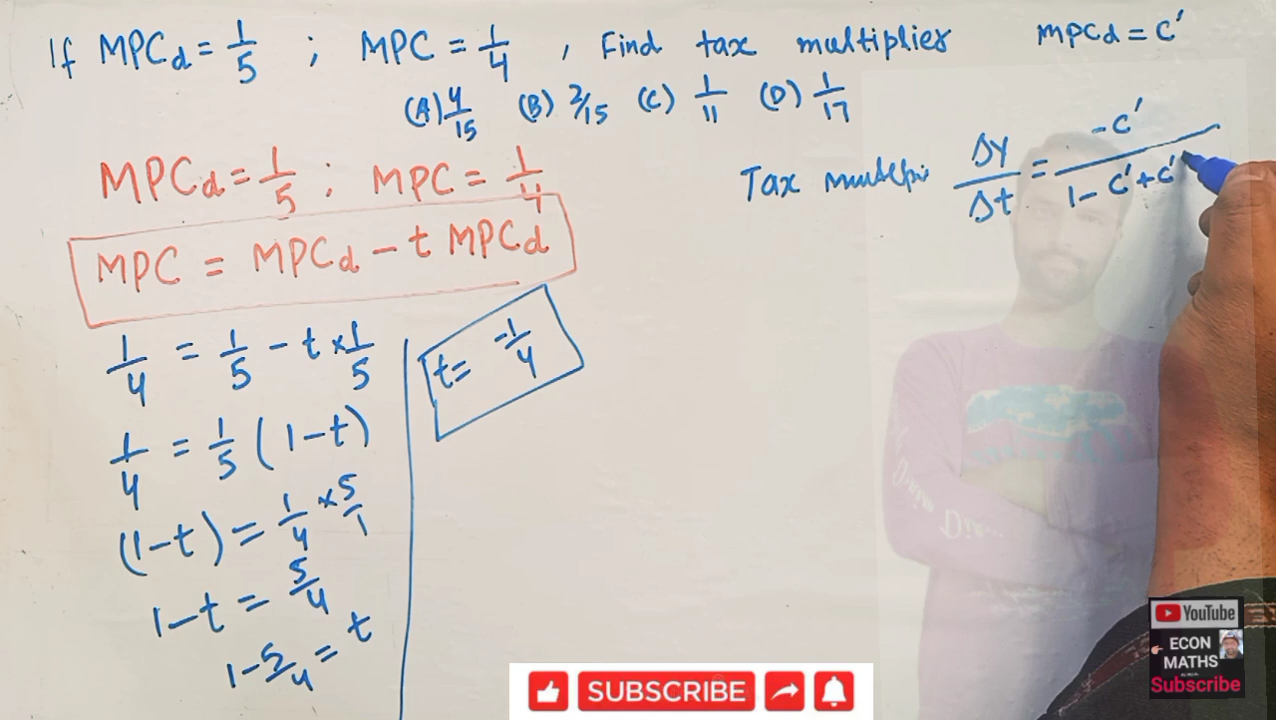 If MPCd = 1/5 ; MPC = 1/4 , Find tax multiplies
MPCd = C'
(A) 4/15 (B) 2/15 (C) 1/11 (D) 1/17
MPCd = 1/5 ; MPC = 1/4
MPC = MPCd - t MPCd
1/4 = 1/5 - t × 1/5
1/4 = 1/5 (1-t)
(1-t) = 1/4 × 5/1
1-t = 5/4
1-5/4 = t
t = -1/4
Tax multipi ΔY/Δt = -C'/1-C'+C'
SUBSCRIBE
YouTube
ECON
MATHS
Subscribe